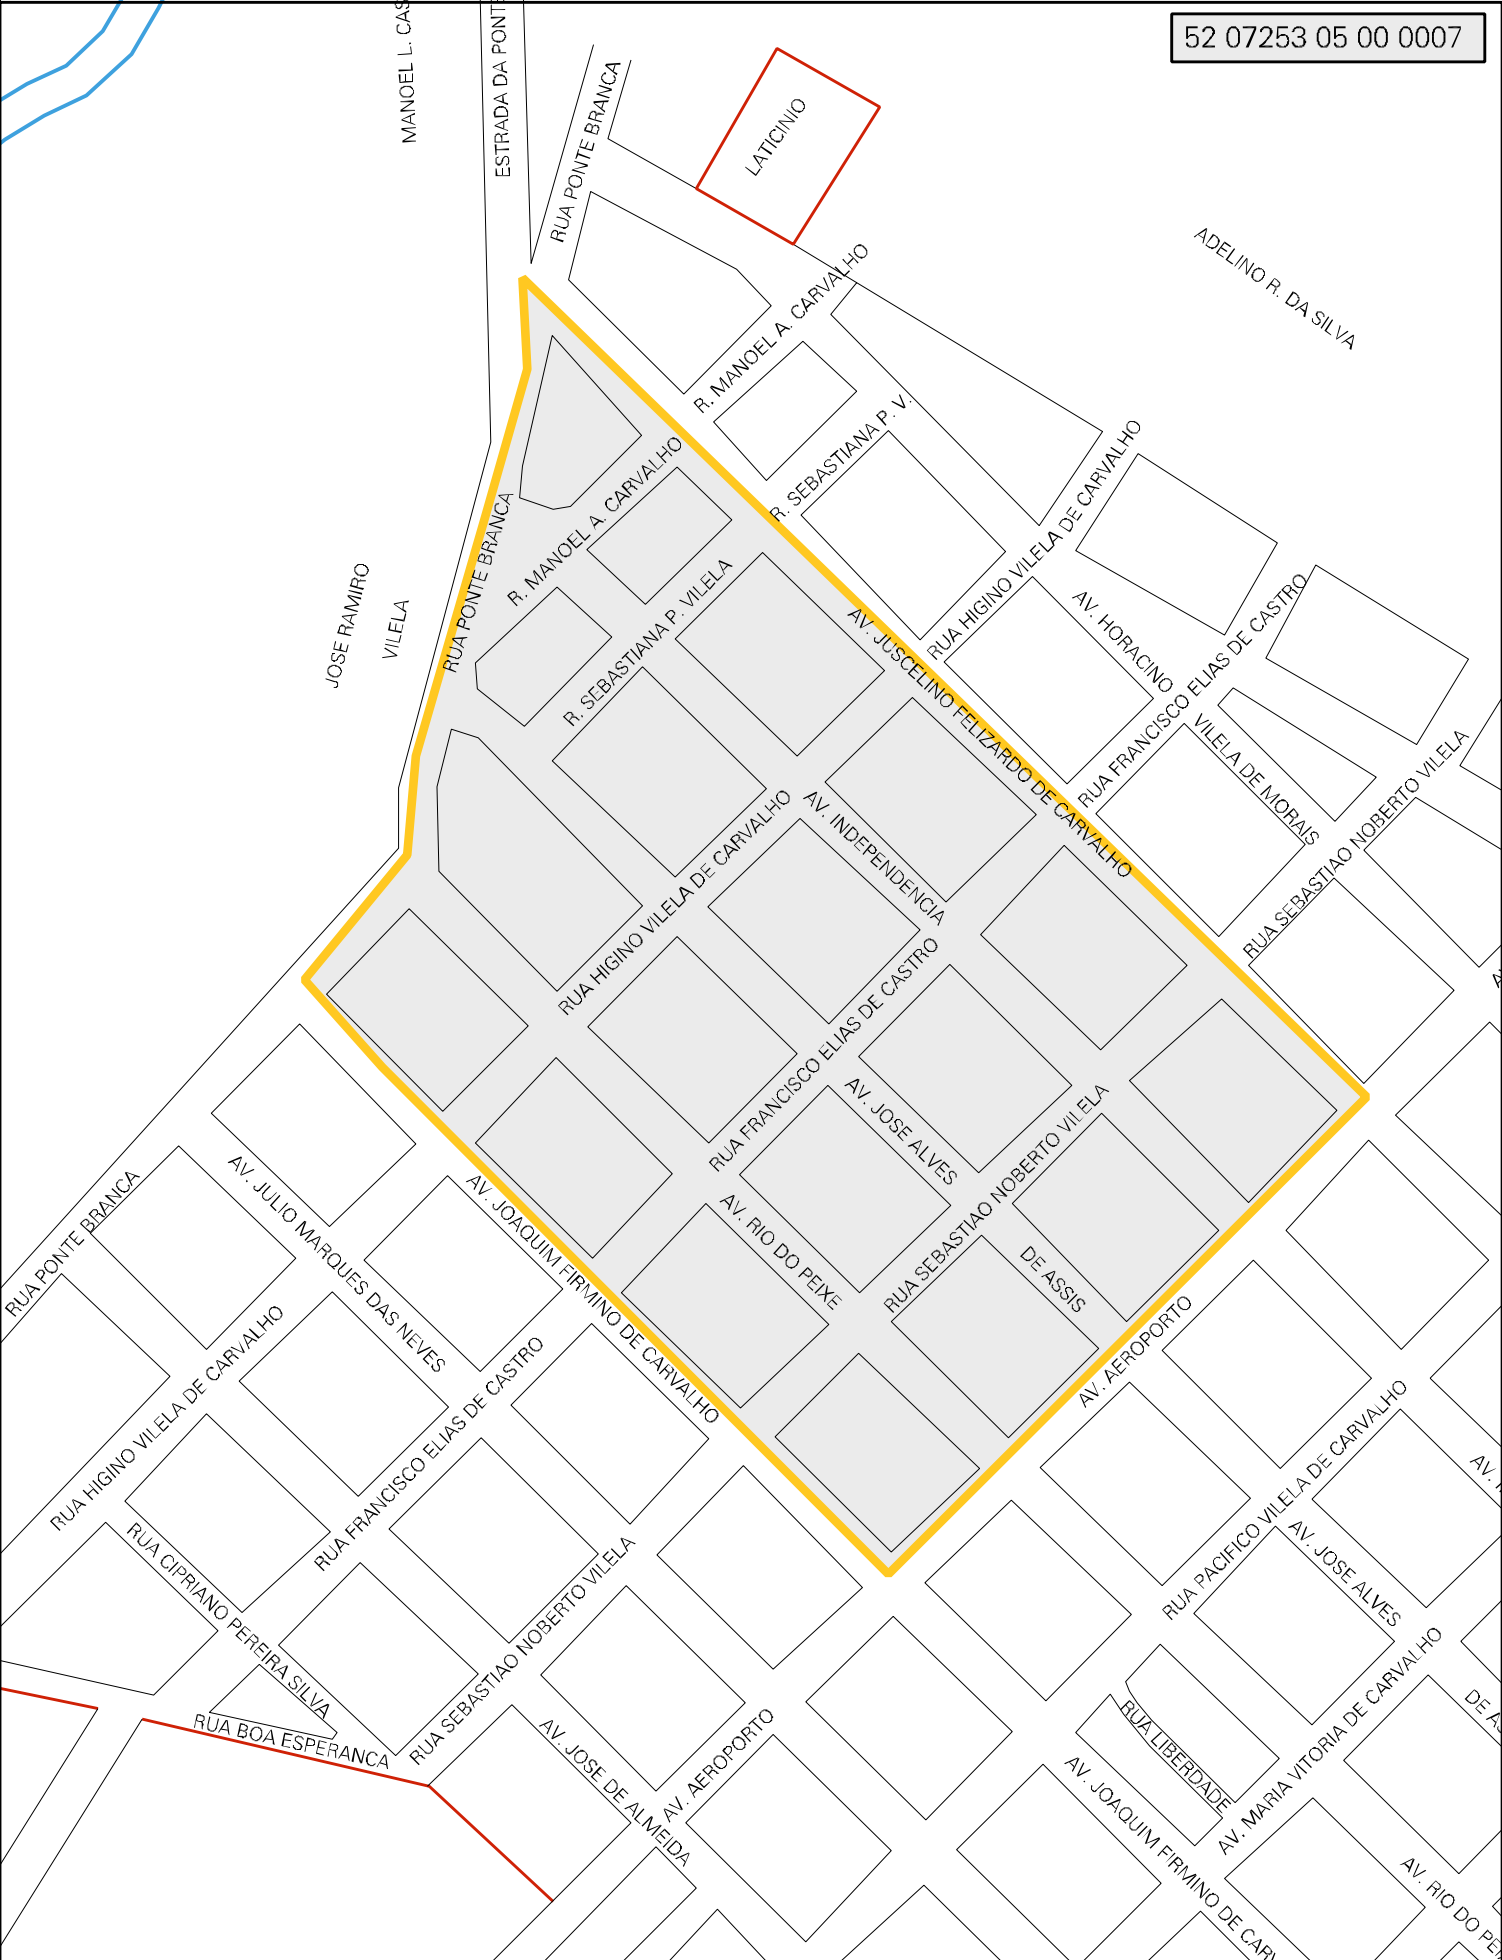 52 07253 05 00 0007
MANOEL L. CAS
ESTRADA DA PONTE
RUA PONTE BRANCA
LATICINIO
ADELINO R. DA SILVA
R. MANOEL A. CARVALHO
R. SEBASTIANA P. V.
RUA HIGINO VILELA DE CARVALHO
R. MANOEL A. CARVALHO
RUA PONTE BRANCA
JOSE RAMIRO
VILELA
R. SEBASTIANA P. VILELA
AV. JUSCELINO FELIZARDO DE CARVALHO
AV. HORACINO
VILELA DE MORAIS
RUA FRANCISCO ELIAS DE CASTRO
RUA SEBASTIAO NOBERTO VILELA
RUA HIGINO VILELA DE CARVALHO
AV. INDEPENDENCIA
RUA FRANCISCO ELIAS DE CASTRO
AV. JOSE ALVES
DE ASSIS
RUA SEBASTIAO NOBERTO VILELA
AV. RIO DO PEIXE
RUA PONTE BRANCA
AV. JULIO MARQUES DAS NEVES
AV. JOAQUIM FIRMINO DE CARVALHO
AV. AEROPORTO
RUA HIGINO VILELA DE CARVALHO
RUA FRANCISCO ELIAS DE CASTRO
RUA PACIFICO VILELA DE CARVALHO
RUA CIPRIANO PEREIRA SILVA
RUA SEBASTIAO NOBERTO VILELA
AV. JOSE ALVES
DE AS
RUA BOA ESPERANCA
AV. JOSE DE ALMEIDA
AV. AEROPORTO
RUA LIBERDADE
AV. MARIA VITORIA DE CARVALHO
AV. JOAQUIM FIRMINO DE CARV
AV. RIO DO PE